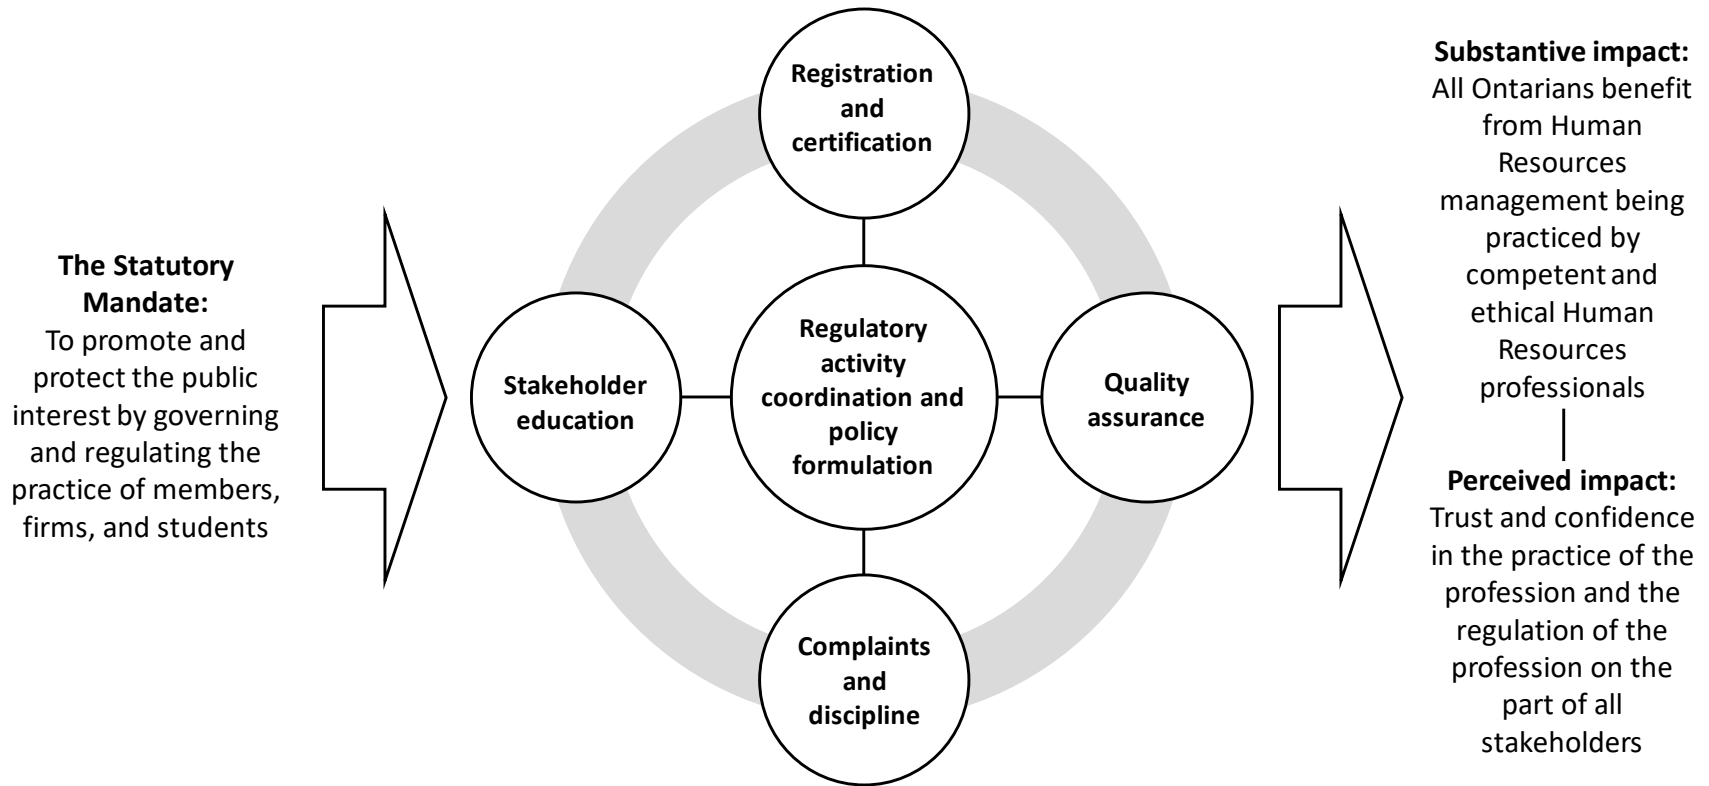 The Statutory
Mandate:
To promote and
protect the public
interest by governing
and regulating the
practice of members,
firms, and students
Registration
and
certification
Stakeholder
education
Regulatory
activity
coordination and
policy
formulation
Quality
assurance
Complaints
and
discipline
Substantive impact:
All Ontarians benefit
from Human
Resources
management being
practiced by
competent and
ethical Human
Resources
professionals
Perceived impact:
Trust and confidence
in the practice of the
profession and the
regulation of the
profession on the
part of all
stakeholders